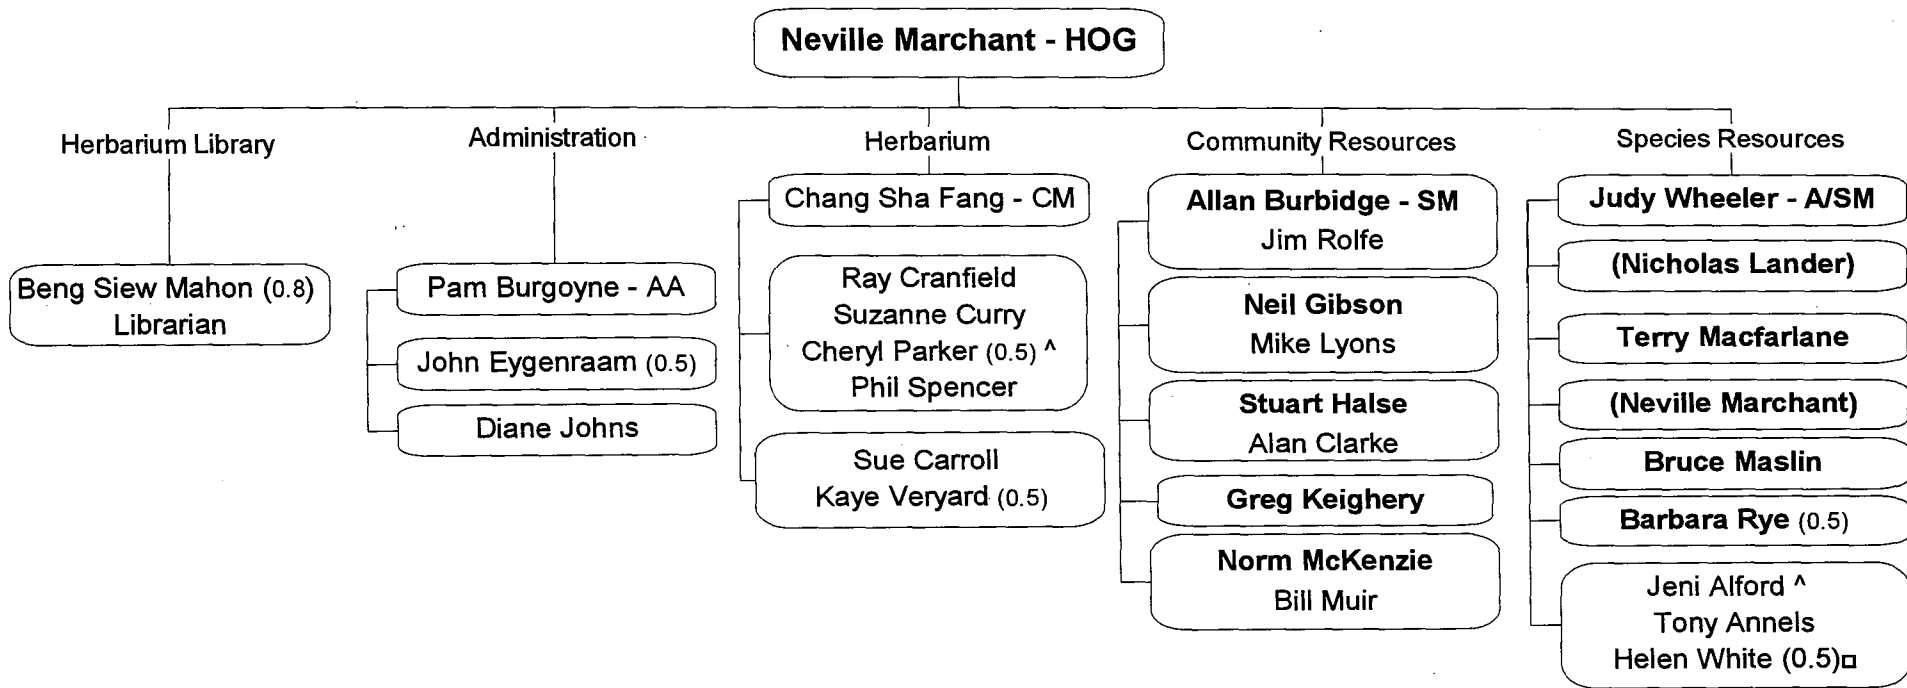 Neville Marchant - HOG
Herbarium Library
Beng Siew Mahon (0.8)
Librarian
Administration
Pam Burgoyne - AA
John Eygenraam (0.5)
Diane Johns
Herbarium
Chang Sha Fang - CM
Ray Cranfield
Suzanne Curry
Cheryl Parker (0.5) ^
Phil Spencer
Sue Carroll
Kaye Veryard (0.5)
Community Resources
Allan Burbidge - SM
Jim Rolfe
Neil Gibson
Mike Lyons
Stuart Halse
Alan Clarke
Greg Keighery
Norm McKenzie
Bill Muir
Species Resources
Judy Wheeler - A/SM
(Nicholas Lander)
Terry Macfarlane
(Neville Marchant)
Bruce Maslin
Barbara Rye (0.5)
Jeni Alford ^
Tony Annels
Helen White (0.5)□